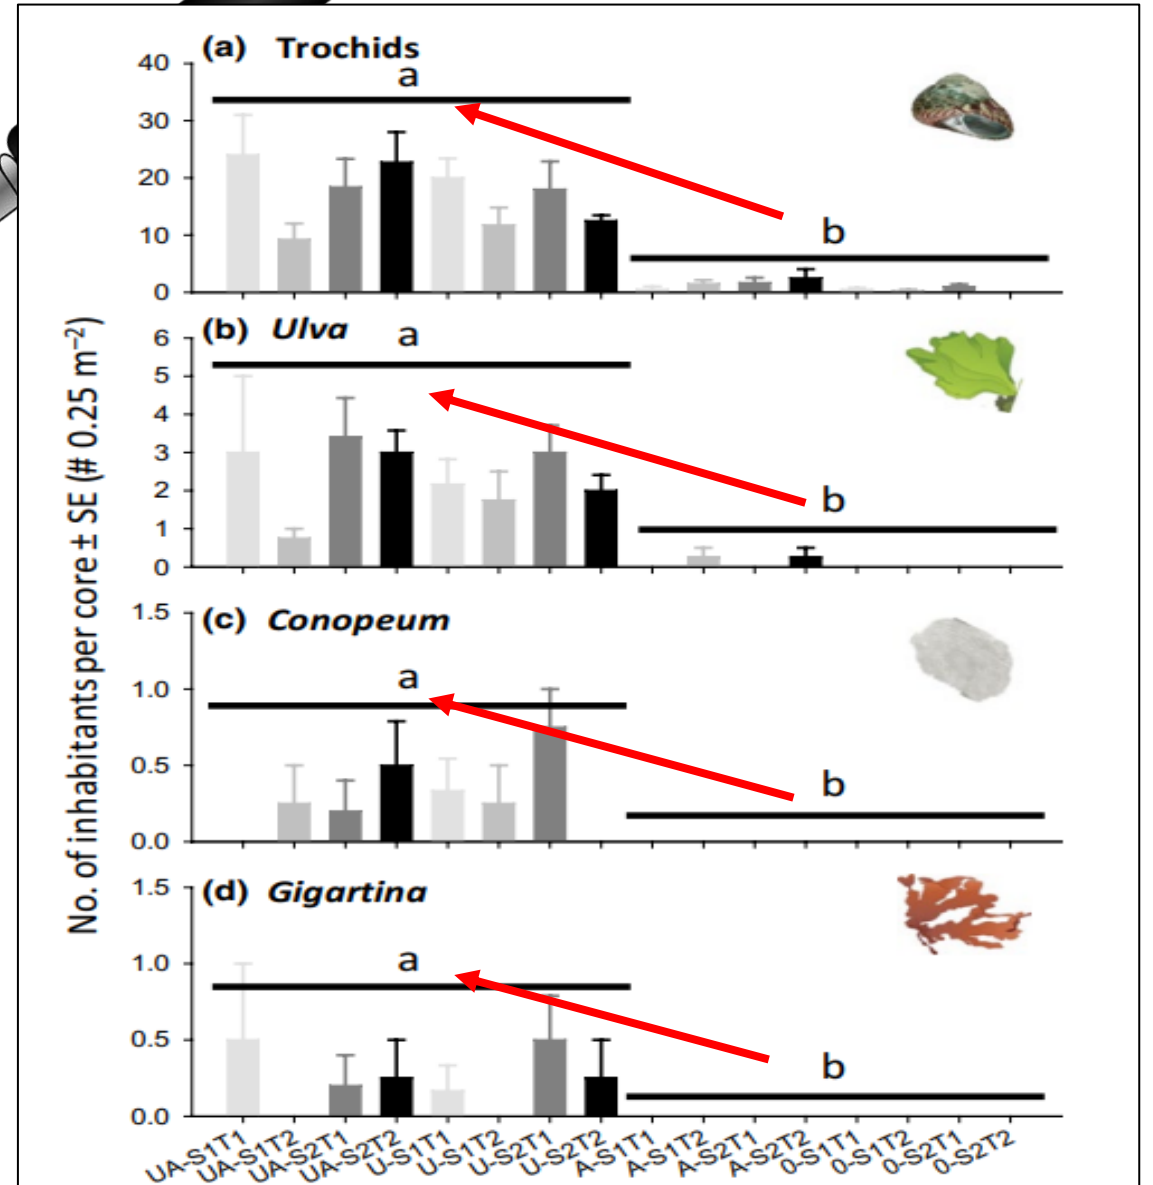 (a) Trochids
a
40
30
20
10
0
b
(b) Ulva
a
6
5
4
3
2
1
0
b
(c) Conopeum
a
1.5
1.0
0.5
0.0
b
(d) Gigartina
a
1.5
1.0
0.5
0.0
b
No. of inhabitantsper core ± SE (# 0.25 m⁻²)
UA-S1T1
UA-S1T2
UA-S2T1
UA-S2T2
U-S1T1
U-S1T2
U-S2T1
U-S2T2
A-S1T1
A-S1T2
A-S2T1
A-S2T2
0-S1T1
0-S1T2
0-S2T1
0-S2T2